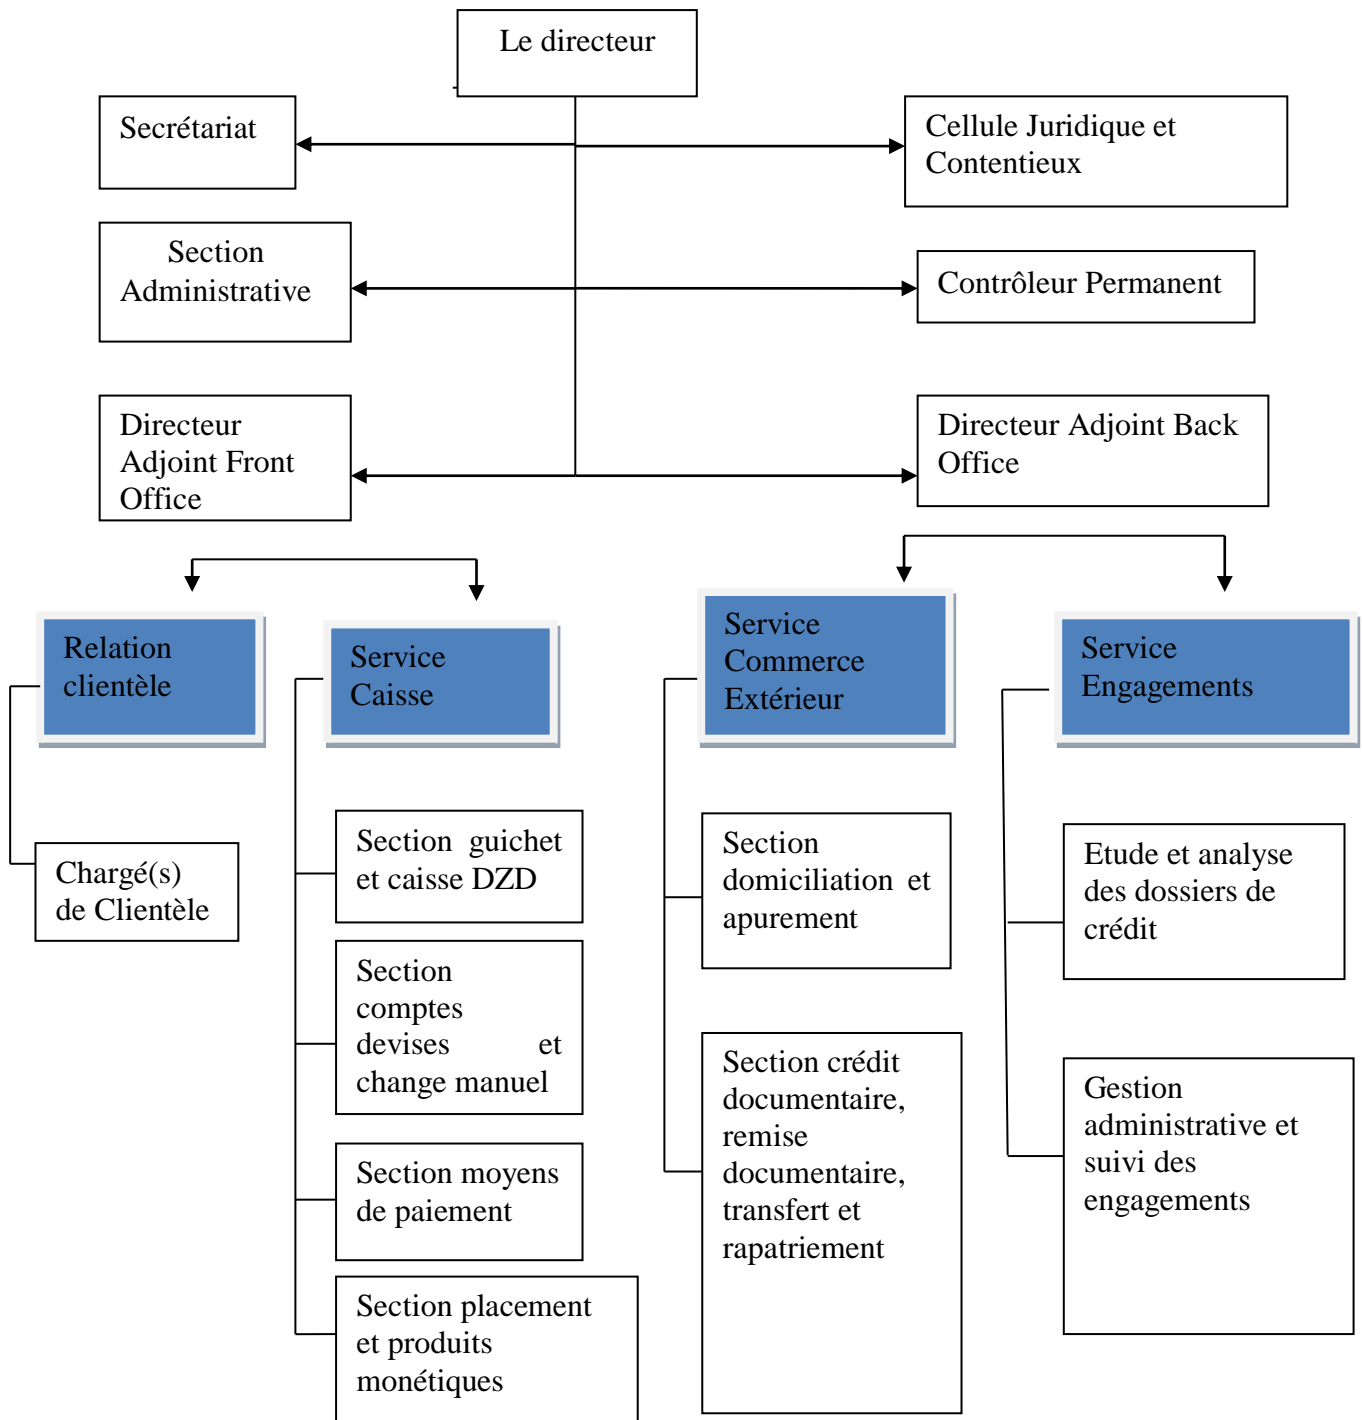 Le directeur
Secrétariat
Cellule Juridique et
Contentieux
Section
Administrative
Contrôleur Permanent
Directeur
Adjoint Front
Office
Directeur Adjoint Back
Office
Relation
clientèle
Service
Caisse
Service
Commerce
Extérieur
Service
Engagements
Chargé(s)
de Clientèle
Section guichet
et caisse DZD
Section
comptes
devises et
change manuel
Section moyens
de paiement
Section placement
et produits
monétiques
Section
domiciliation et
apurement
Section crédit
documentaire,
remise
documentaire,
transfert et
rapatriement
Etude et analyse
des dossiers de
crédit
Gestion
administrative et
suivi des
engagements